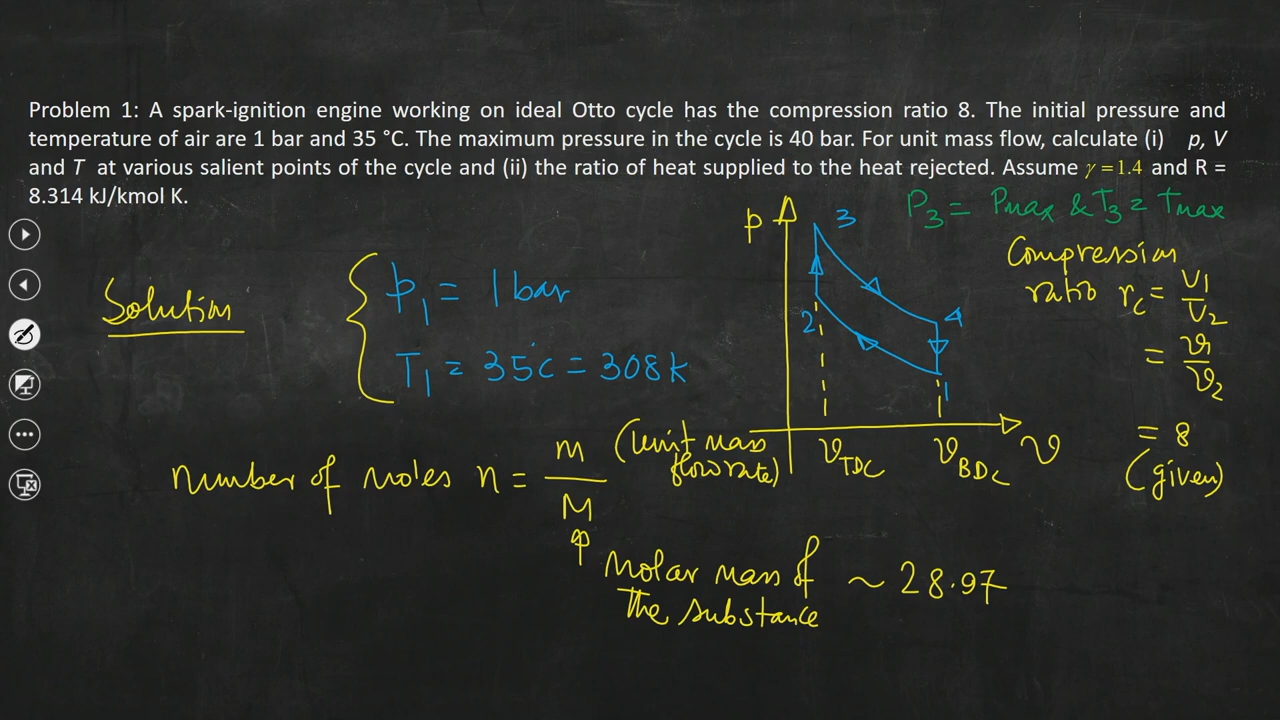 Problem 1: A spark-ignition engine working on ideal Otto cycle has the compression ratio 8. The initial pressure and
temperature of air are 1 bar and 35 °C. The maximum pressure in the cycle is 40 bar. For unit mass flow, calculate (i) p, V
and T at various salient points of the cycle and (ii) the ratio of heat supplied to the heat rejected. Assume γ = 1.4 and R =
8.314 kJ/kmol K.
P3 = Pmax & T3 = Tmax
p
3
Compression
ratio rc = V1/V2
Solution
p1 = 1 bar
2
4
= v1/v2
T1 = 35°C = 308 k
1
= 8
(given)
Number of moles n = m/M
(Unit mass
flow rate)
vTDC
vBDC
v
Molar mass of
the substance
~ 28.97